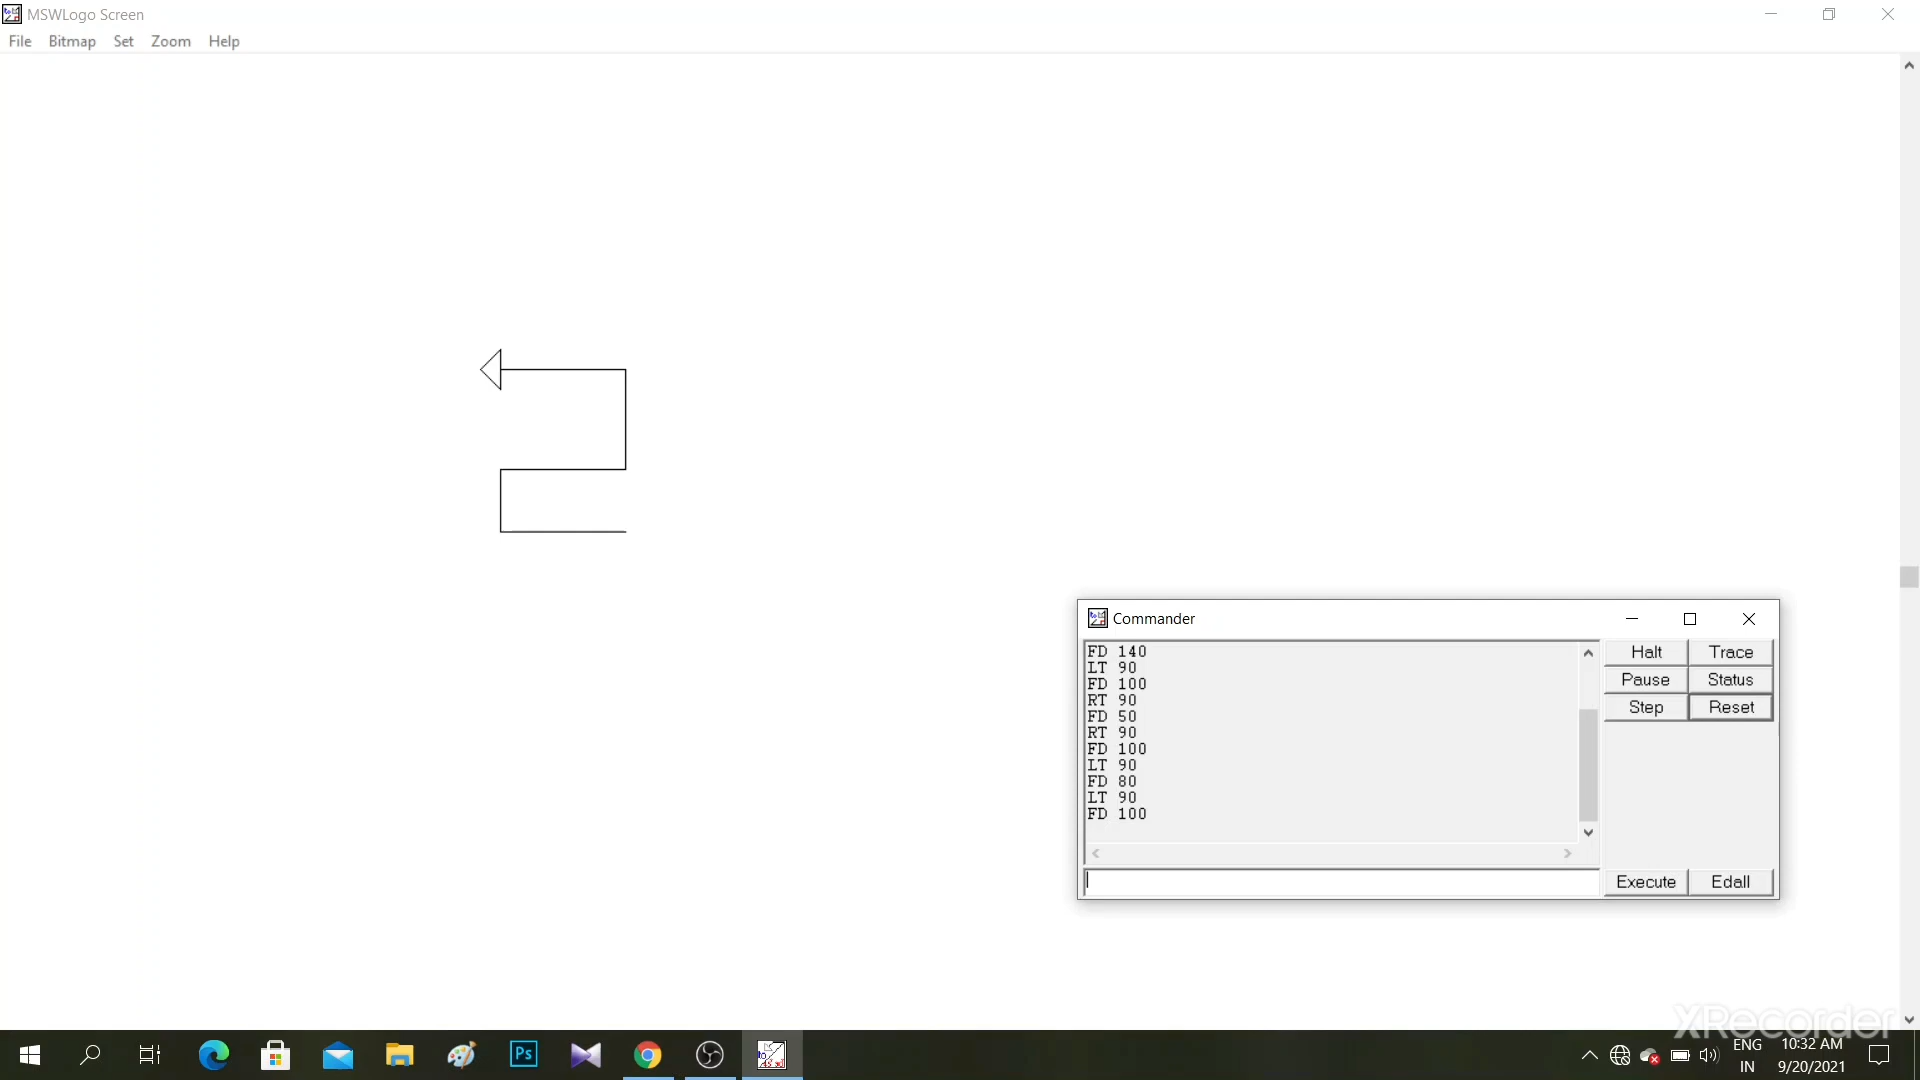 MSWLogo Screen
File Bitmap Set Zoom Help
Commander
FD 140
LT 90
FD 100
RT 90
FD 50
RT 90
FD 100
LT 90
FD 80
LT 90
FD 100
Halt Trace
Pause Status
Step Reset
Execute Edall
XRecorder
Ps
ENG
IN
10:32 AM
9/20/2021